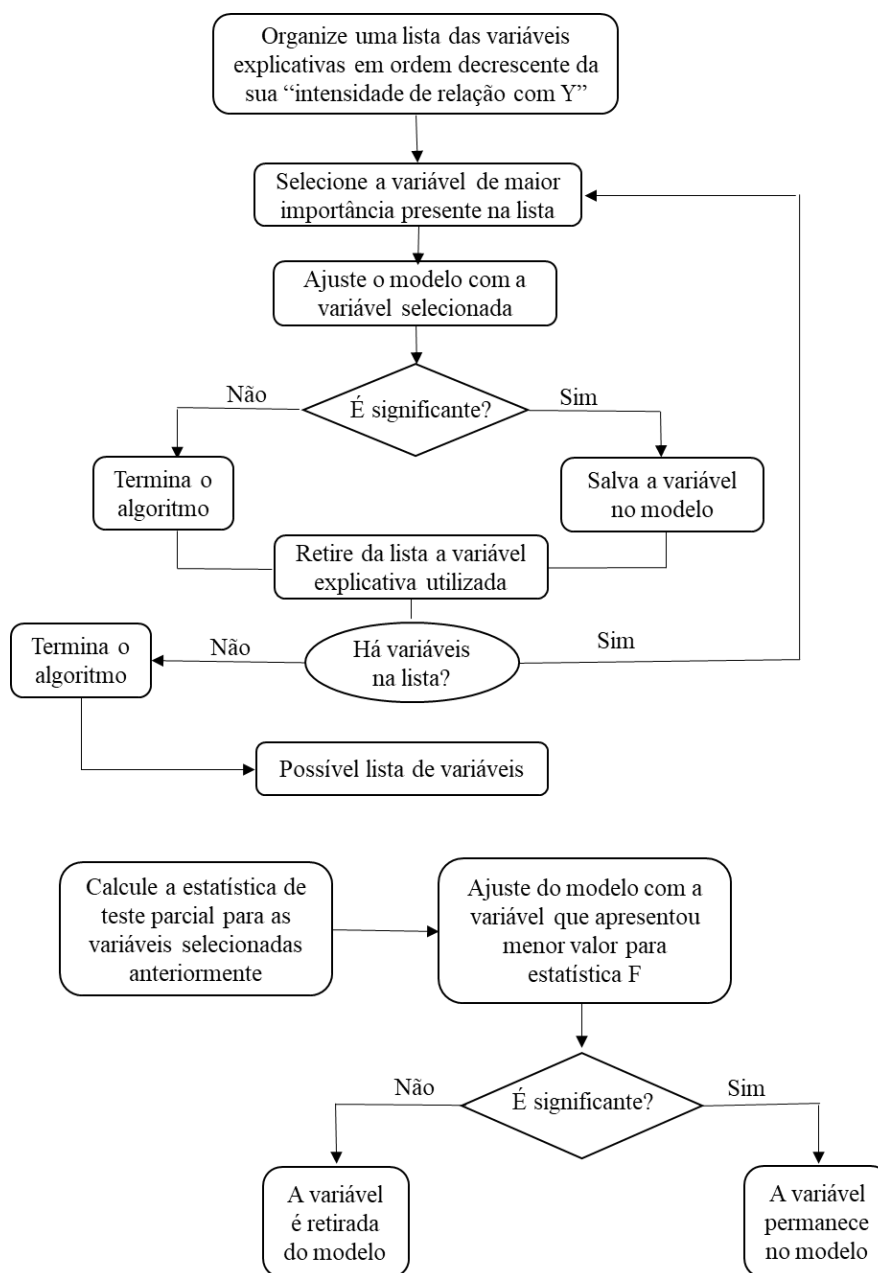 Organize uma lista das variáveis
explicativas em ordem decrescente da
sua “intensidade de relação com Y”
Selecione a variável de maior
importância presente na lista
Ajuste o modelo com a
variável selecionada
Não
É significante?
Sim
Termina o
algoritmo
Salva a variável
no modelo
Retire da lista a variável
explicativa utilizada
Termina o
algoritmo
Não
Há variáveis
na lista?
Sim
Possível lista de variáveis
Calcule a estatística de
teste parcial para as
variáveis selecionadas
anteriormente
Ajuste do modelo com a
variável que apresentou
menor valor para
estatística F
Não
É significante?
Sim
A variável
é retirada
do modelo
A variável
permanece
no modelo